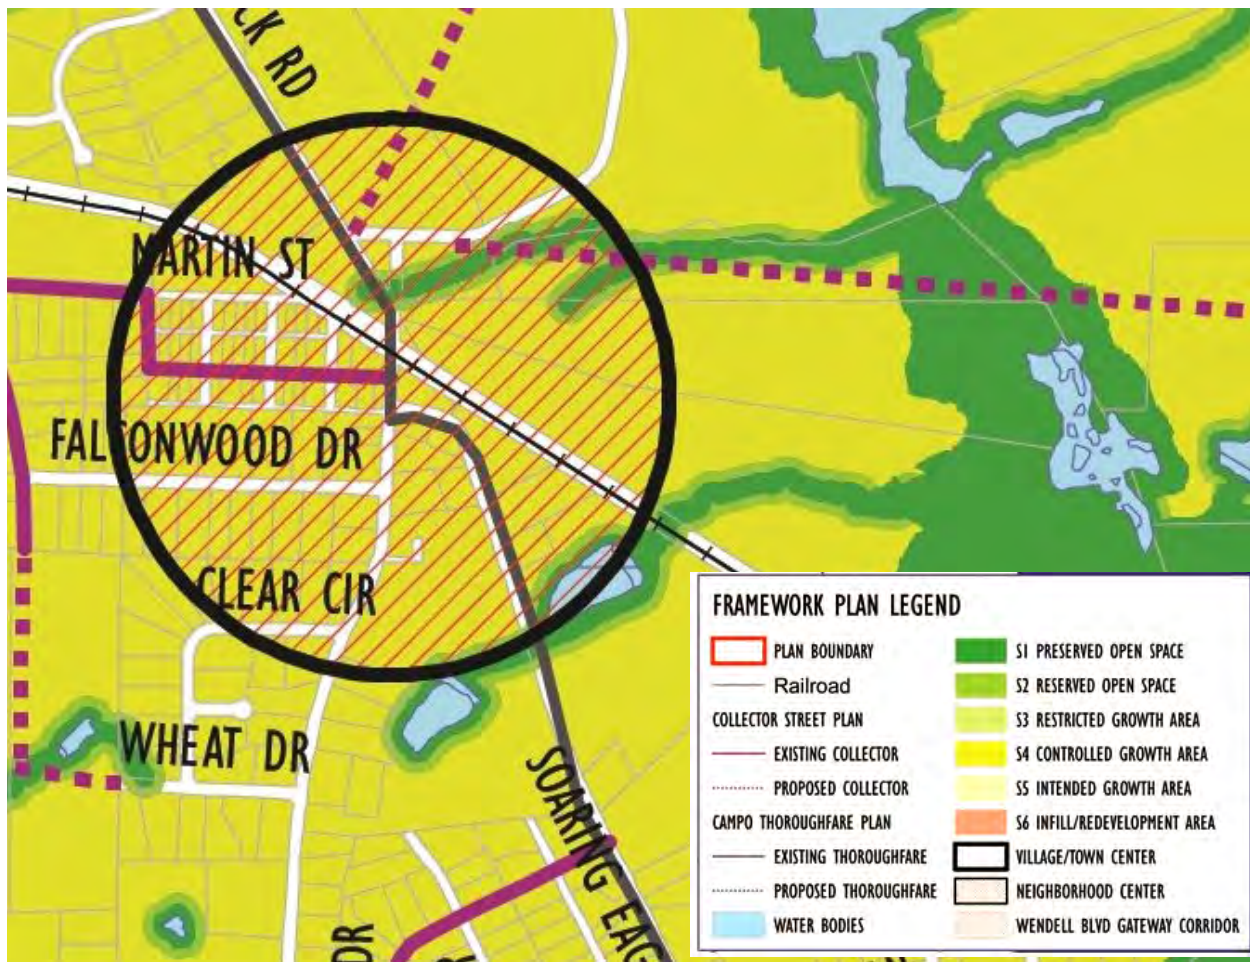 CK RD
MARTIN ST
FALCONWOOD DR
CLEAR CIR
WHEAT DR
SOARING EAG
DR
FRAMEWORK PLAN LEGEND
PLAN BOUNDARY
Railroad
COLLECTOR STREET PLAN
EXISTING COLLECTOR
PROPOSED COLLECTOR
CAMPO THOROUGHFARE PLAN
EXISTING THOROUGHFARE
PROPOSED THOROUGHFARE
WATER BODIES
S1 PRESERVED OPEN SPACE
S2 RESERVED OPEN SPACE
S3 RESTRICTED GROWTH AREA
S4 CONTROLLED GROWTH AREA
S5 INTENDED GROWTH AREA
S6 INFILL/REDEVELOPMENT AREA
VILLAGE/TOWN CENTER
NEIGHBORHOOD CENTER
WENDELL BLVD GATEWAY CORRIDOR